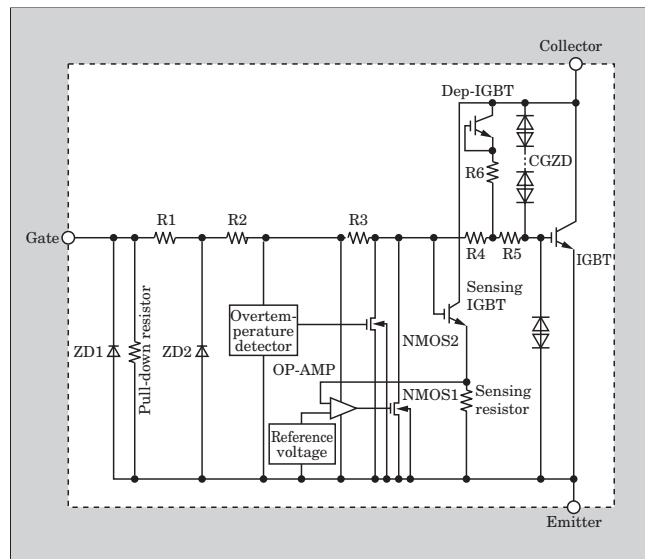 Collector
Dep-IGBT
CGZD
R6
R1
R2
R3
Gate
R4
R5
IGBT
Sensing
IGBT
Overtem-
perature
detector
ZD1
Pull-down resistor
ZD2
NMOS2
OP-AMP
NMOS1
Sensing
resistor
Reference
voltage
Emitter